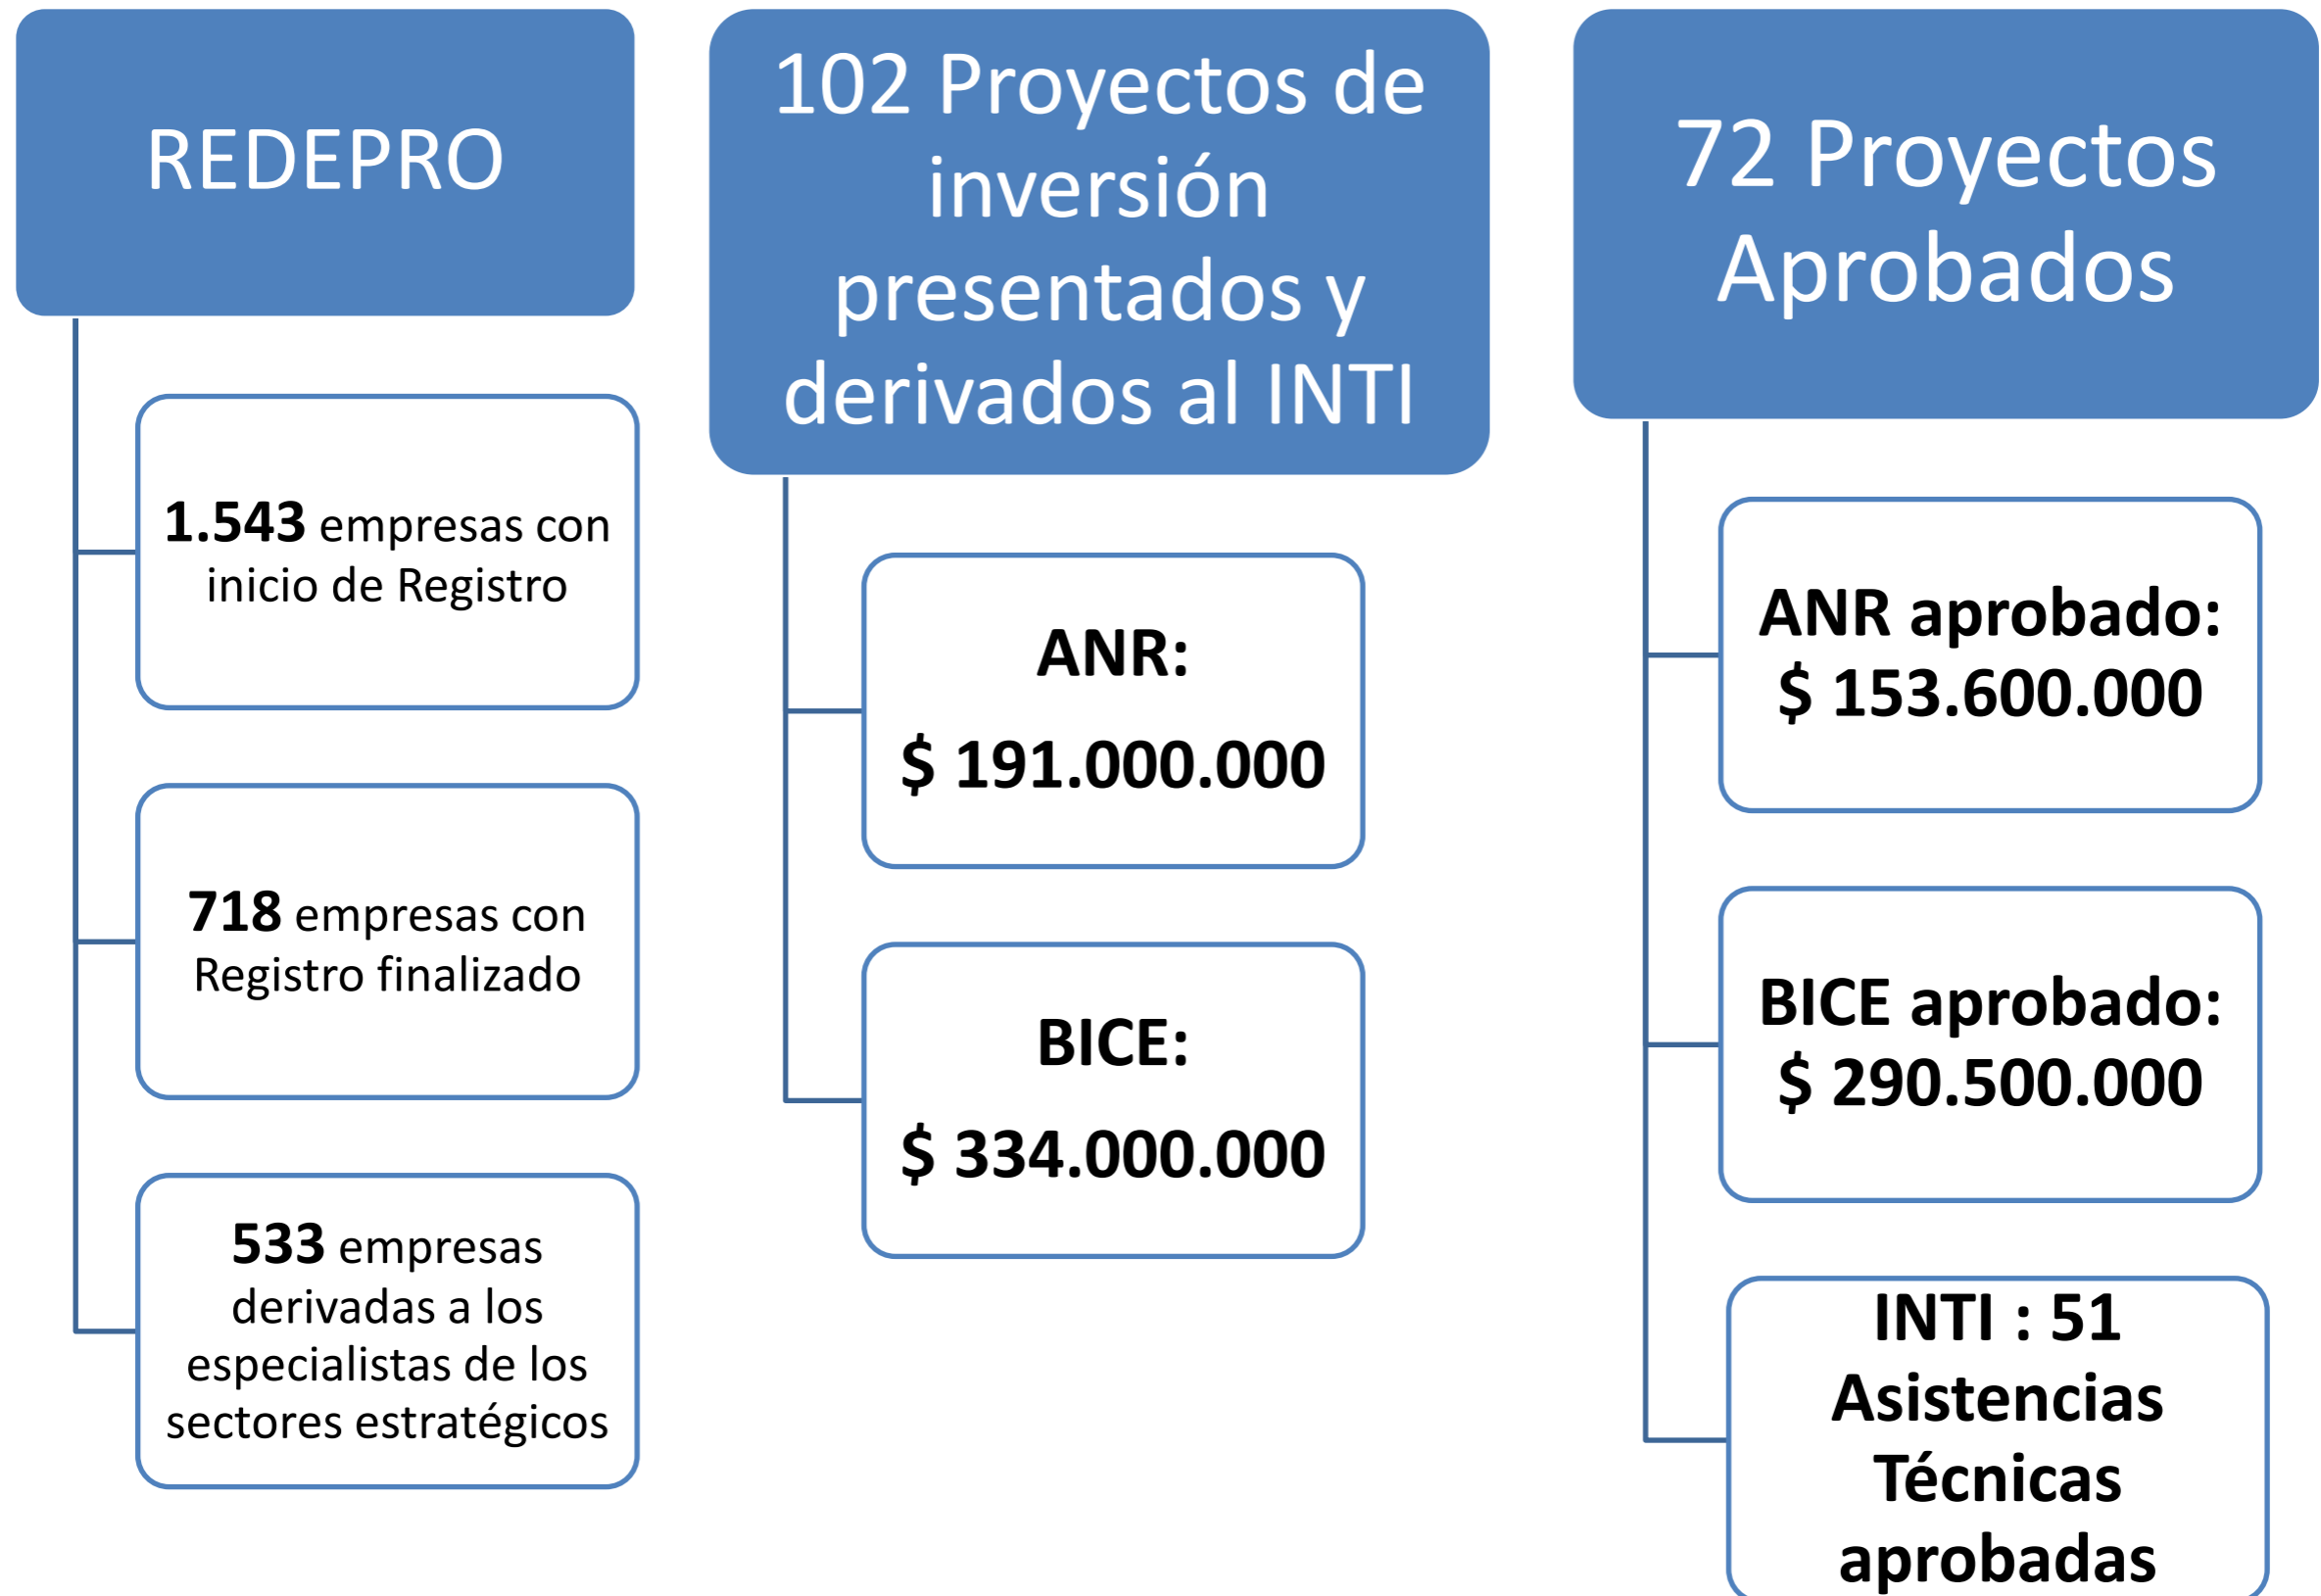 REDEPRO
1.543 empresas con
inicio de Registro
718 empresas con
Registro finalizado
533 empresas
derivadas a los
especialistas de los
sectores estratégicos
102 Proyectos de
inversión
presentados y
derivados al INTI
ANR:
$ 191.000.000
BICE:
$ 334.000.000
72 Proyectos
Aprobados
ANR aprobado:
$ 153.600.000
BICE aprobado:
$ 290.500.000
INTI : 51
Asistencias
Técnicas
aprobadas